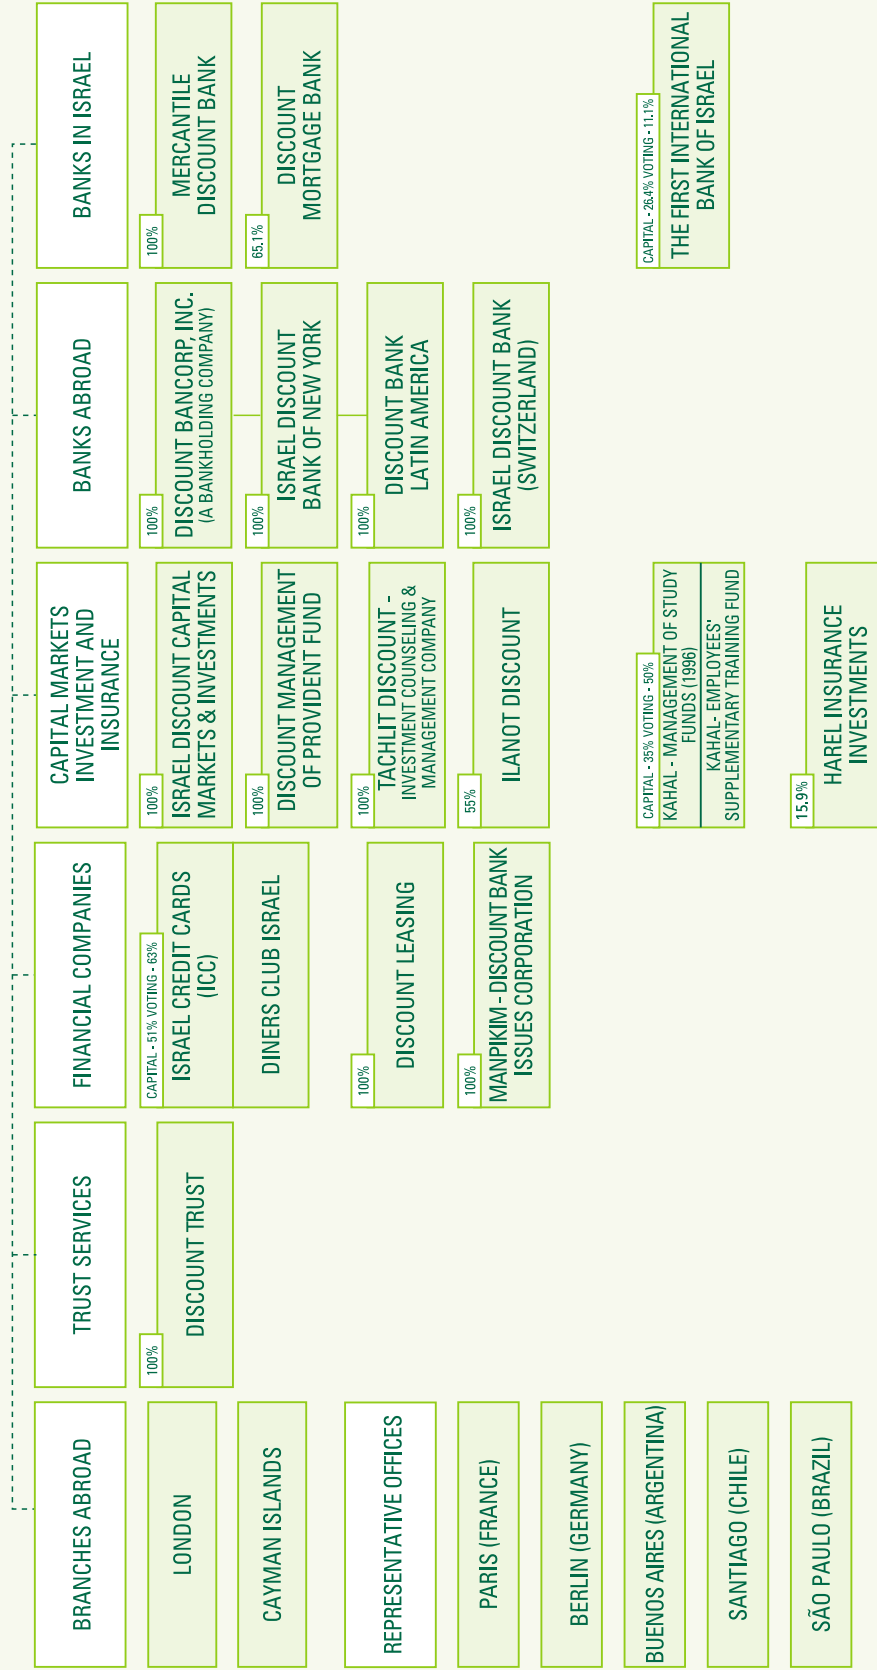 BRANCHES ABROAD
LONDON
CAYMAN ISLANDS
REPRESENTATIVE OFFICES
PARIS (FRANCE)
BERLIN (GERMANY)
BUENOS AIRES (ARGENTINA)
SANTIAGO (CHILE)
SÃO PAULO (BRAZIL)
TRUST SERVICES
100%
DISCOUNT TRUST
FINANCIAL COMPANIES
CAPITAL - 51% VOTING - 63%
ISRAEL CREDIT CARDS
(ICC)
DINERS CLUB ISRAEL
100%
DISCOUNT LEASING
100%
MANPIKIM - DISCOUNT BANK
ISSUES CORPORATION
CAPITAL MARKETS
INVESTMENT AND
INSURANCE
100%
ISRAEL DISCOUNT CAPITAL
MARKETS & INVESTMENTS
100%
DISCOUNT MANAGEMENT
OF PROVIDENT FUND
100%
TACHLIT DISCOUNT -
INVESTMENT COUNSELING &
MANAGEMENT COMPANY
55%
ILANOT DISCOUNT
CAPITAL - 35% VOTING - 50%
KAHAL - MANAGEMENT OF STUDY
FUNDS (1996)
KAHAL- EMPLOYEES'
SUPPLEMENTARY TRAINING FUND
15.9%
HAREL INSURANCE
INVESTMENTS
BANKS ABROAD
100%
DISCOUNT BANCORP, INC.
(A BANKHOLDING COMPANY)
100%
ISRAEL DISCOUNT
BANK OF NEW YORK
100%
DISCOUNT BANK
LATIN AMERICA
100%
ISRAEL DISCOUNT BANK
(SWITZERLAND)
BANKS IN ISRAEL
100%
MERCANTILE
DISCOUNT BANK
65.1%
DISCOUNT
MORTGAGE BANK
CAPITAL - 26.4% VOTING - 11.1%
THE FIRST INTERNATIONAL
BANK OF ISRAEL